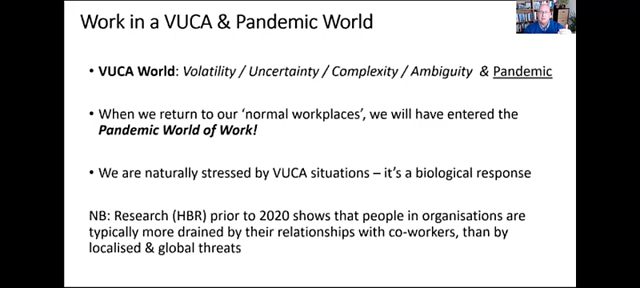 Work in a VUCA & Pandemic World
• VUCA World: Volatility / Uncertainty / Complexity / Ambiguity & Pandemic
• When we return to our ‘normal workplaces’, we will have entered the
Pandemic World of Work!
• We are naturally stressed by VUCA situations – it’s a biological response
NB: Research (HBR) prior to 2020 shows that people in organisations are
typically more drained by their relationships with co-workers, than by
localised & global threats